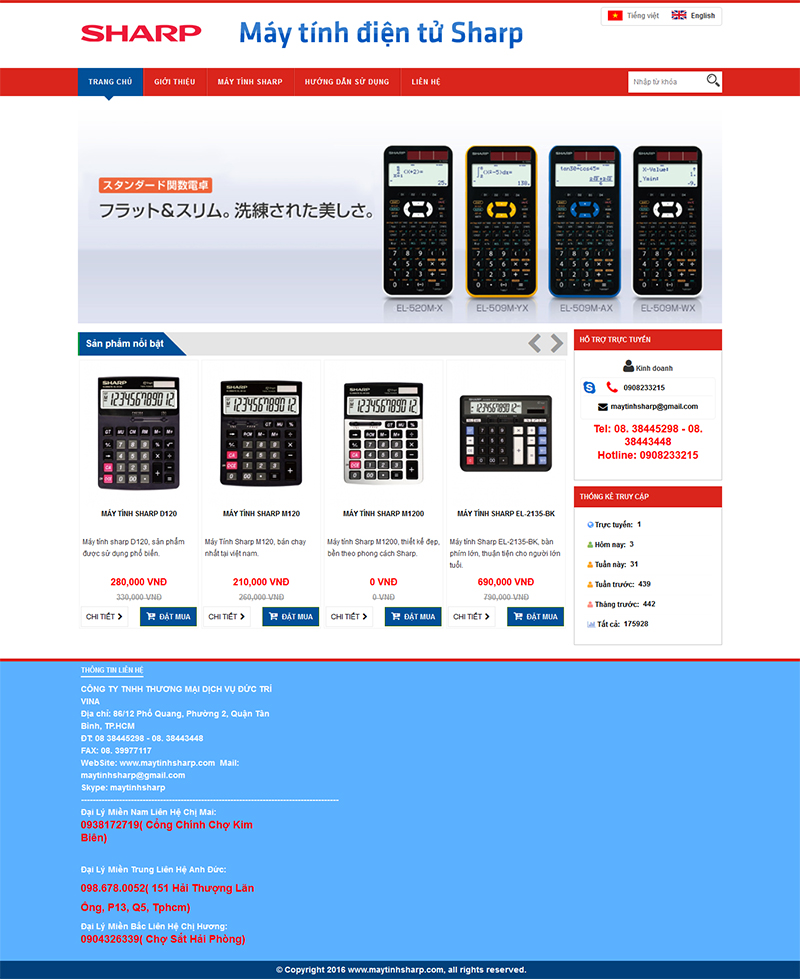 SHARP
Máy tính điện tử Sharp
Tiếng việt
English
TRANG CHỦ
GIỚI THIỆU
MÁY TÍNH SHARP
HƯỚNG DẪN SỬ DỤNG
LIÊN HỆ
Nhập từ khóa
スタンダード関数電卓
フラット&スリム。洗練された美しさ。
EL-520M-X
EL-509M-YX
EL-509M-AX
EL-509M-WX
Sản phẩm nổi bật
MÁY TÍNH SHARP D120
Máy tính sharp D120, sản phẩm
được sử dụng phổ biến.
280,000 VNĐ
330,000 VNĐ
CHI TIẾT
ĐẶT MUA
MÁY TÍNH SHARP M120
Máy Tính Sharp M120, bán chạy
nhất tại việt nam.
210,000 VNĐ
260,000 VNĐ
CHI TIẾT
ĐẶT MUA
MÁY TÍNH SHARP M1200
Máy tính Sharp M1200, thiết kế đẹp,
bền theo phong cách Sharp.
0 VNĐ
0 VNĐ
CHI TIẾT
ĐẶT MUA
MÁY TÍNH SHARP EL-2135-BK
Máy tính Sharp EL-2135-BK, bàn
phím lớn, thuận tiện cho người lớn
tuổi.
690,000 VNĐ
790,000 VNĐ
CHI TIẾT
ĐẶT MUA
HỖ TRỢ TRỰC TUYẾN
Kinh doanh
0908233215
maytinhsharp@gmail.com
Tel: 08. 38445298 - 08.
38443448
Hotline: 0908233215
THỐNG KÊ TRUY CẬP
Trực tuyến: 1
Hôm nay: 3
Tuần này: 31
Tuần trước: 439
Tháng trước: 442
Tất cả: 175928
THÔNG TIN LIÊN HỆ
CÔNG TY TNHH THƯƠNG MẠI DỊCH VỤ ĐỨC TRÍ
VINA
Địa chỉ: 86/12 Phổ Quang, Phường 2, Quận Tân
Bình, TP.HCM
ĐT: 08 38445298 - 08. 38443448
FAX: 08. 39977117
WebSite: www.maytinhsharp.com Mail:
maytinhsharp@gmail.com
Skype: maytinhsharp
Đại Lý Miền Nam Liên Hệ Chị Mai:
0938172719( Cổng Chính Chợ Kim
Biên)
Đại Lý Miền Trung Liên Hệ Anh Đức:
098.678.0052( 151 Hải Thượng Lãn
Ông, P13, Q5, Tphcm)
Đại Lý Miền Bắc Liên Hệ Chị Hương:
0904326339( Chợ Sắt Hải Phòng)
© Copyright 2016 www.maytinhsharp.com, all rights reserved.